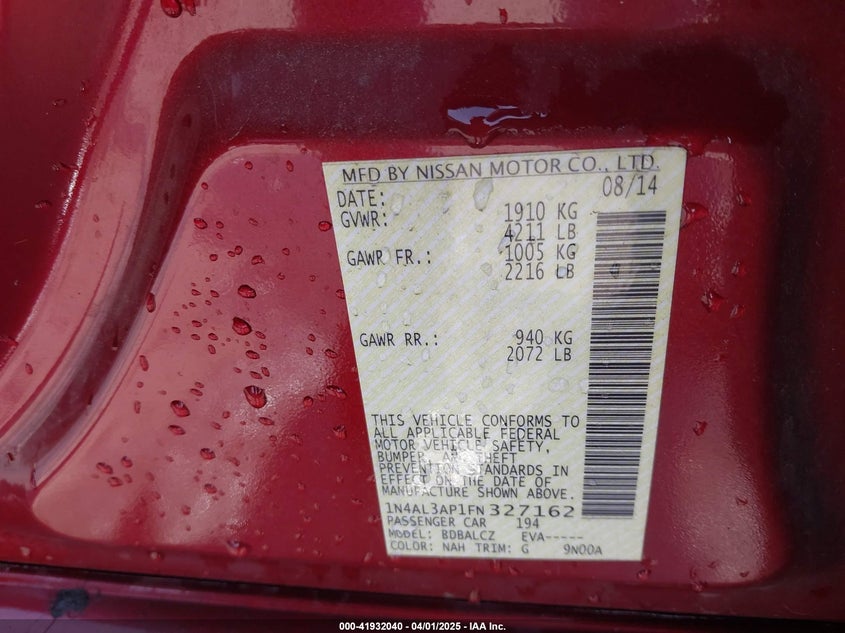 MFD BY NISSAN MOTOR CO., LTD.
DATE: 08/14
GVWR: 1910 KG
4211 LB
GAWR FR.: 1005 KG
2216 LB
GAWR RR.: 940 KG
2072 LB
THIS VEHICLE CONFORMS TO
ALL APPLICABLE FEDERAL
MOTOR VEHICLE SAFETY,
BUMPER, AND THEFT
PREVENTION STANDARDS IN
EFFECT ON THE DATE OF
MANUFACTURE SHOWN ABOVE.
1N4AL3AP1FN327162
PASSENGER CAR 194
MODEL: BDBALCZ EVA-----
COLOR: NAH TRIM: G 9N00A
000-41932040 - 04/01/2025 - IAA Inc.